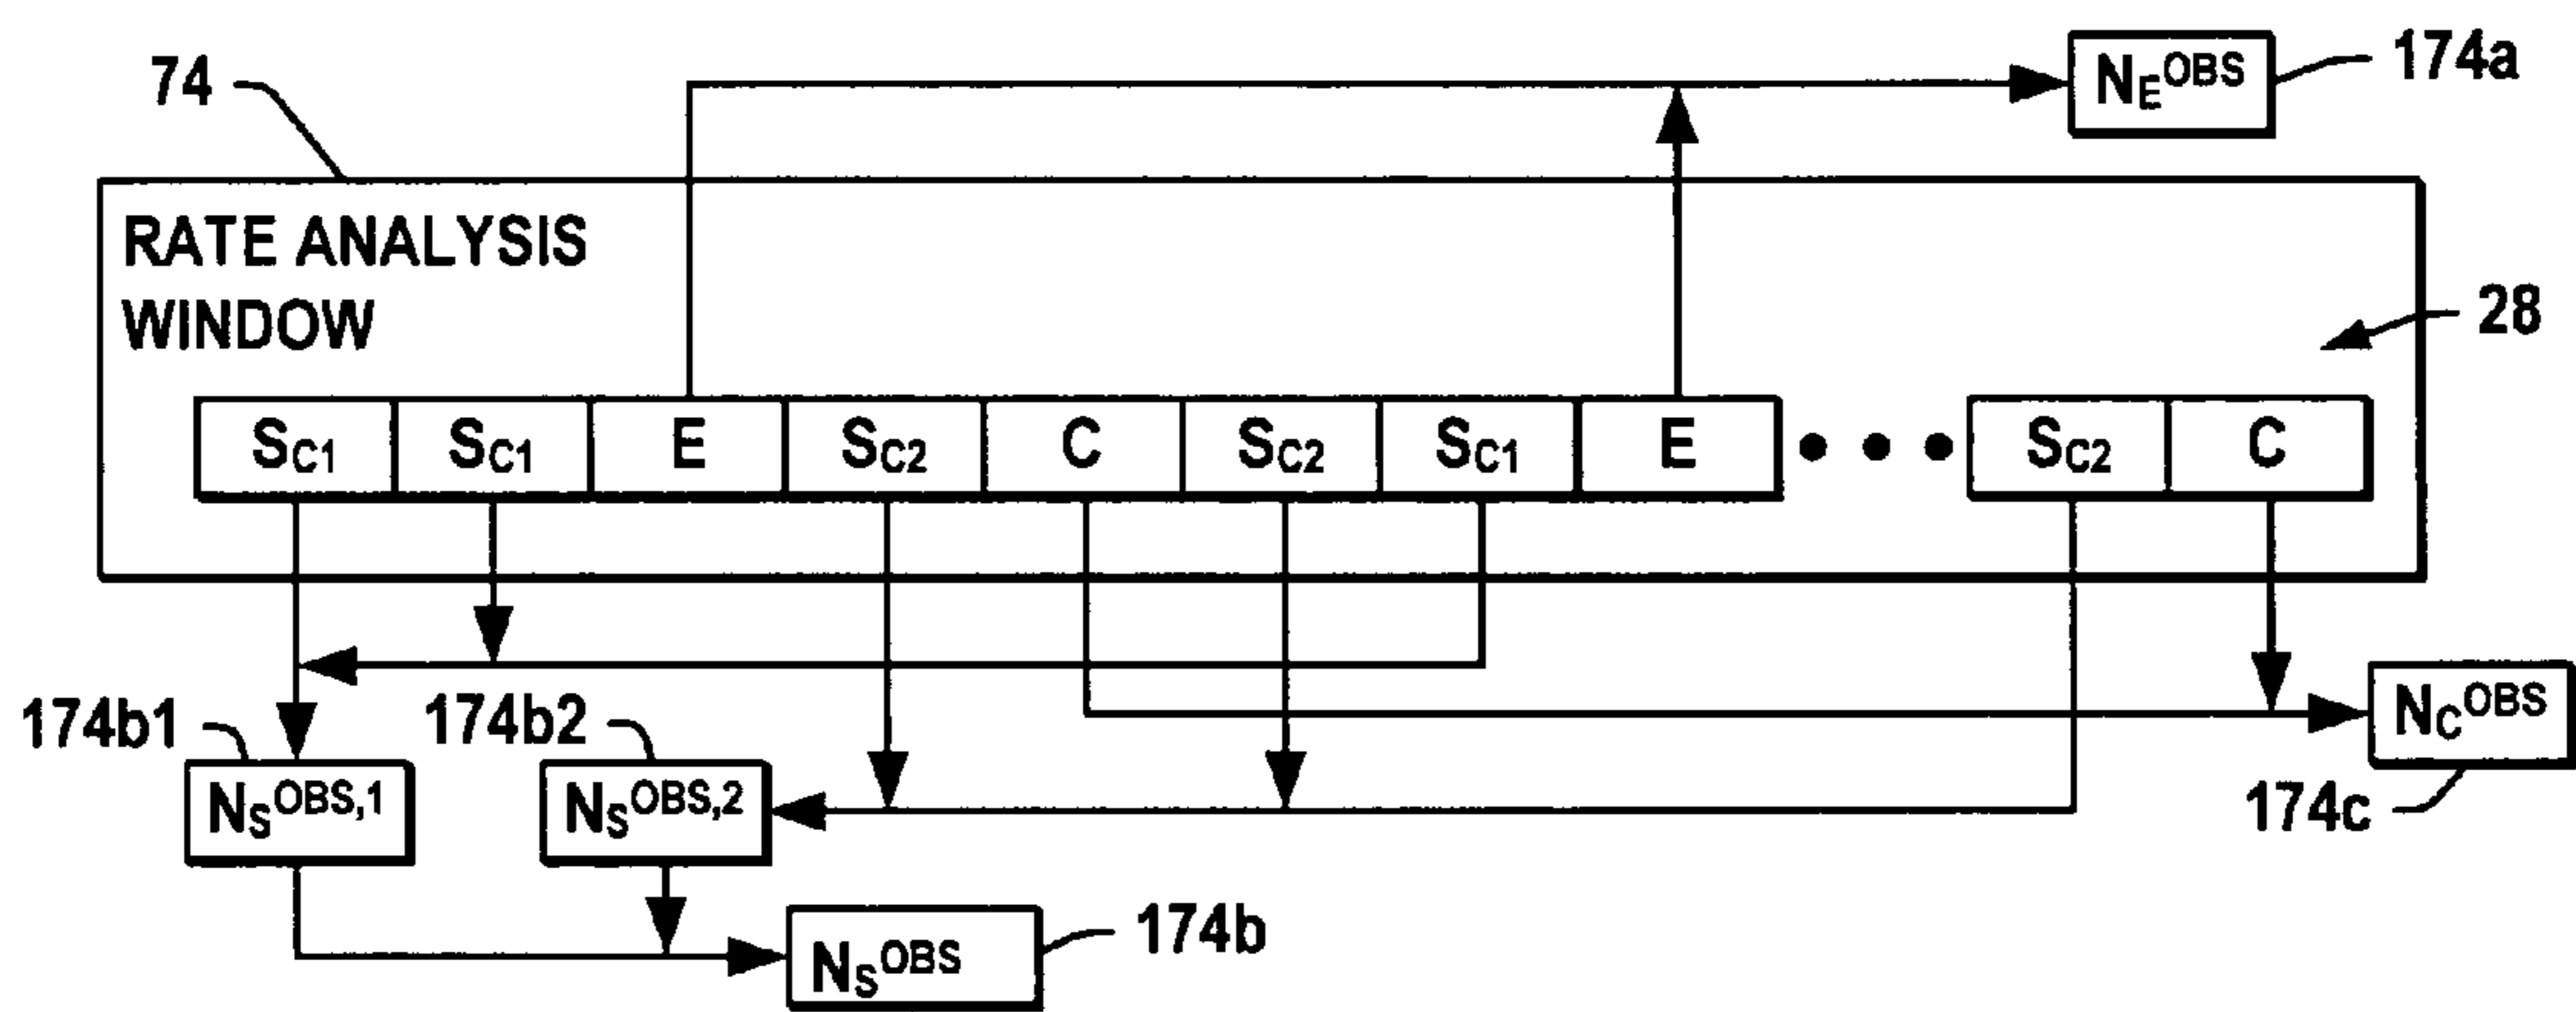 74
N_E^OBS
174a
RATE ANALYSIS
WINDOW
28
S_C1 S_C1 E S_C2 C S_C2 S_C1 E • • • S_C2 C
174b1
174b2
N_C^OBS
N_S^OBS,1
N_S^OBS,2
174c
N_S^OBS
174b